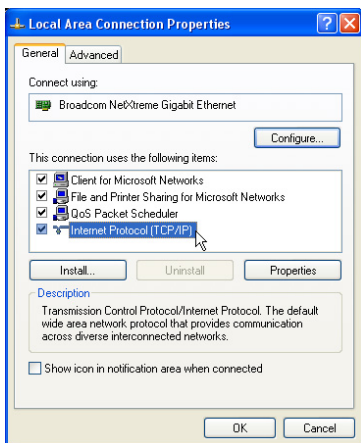 Local Area Connection Properties
General Advanced
Connect using:
Broadcom NetXtreme Gigabit Ethernet
Configure...
This connection uses the following items:
Client for Microsoft Networks
File and Printer Sharing for Microsoft Networks
QoS Packet Scheduler
Internet Protocol (TCP/IP)
Install... Uninstall Properties
Description
Transmission Control Protocol/Internet Protocol. The default
wide area network protocol that provides communication
across diverse interconnected networks.
Show icon in notification area when connected
OK Cancel